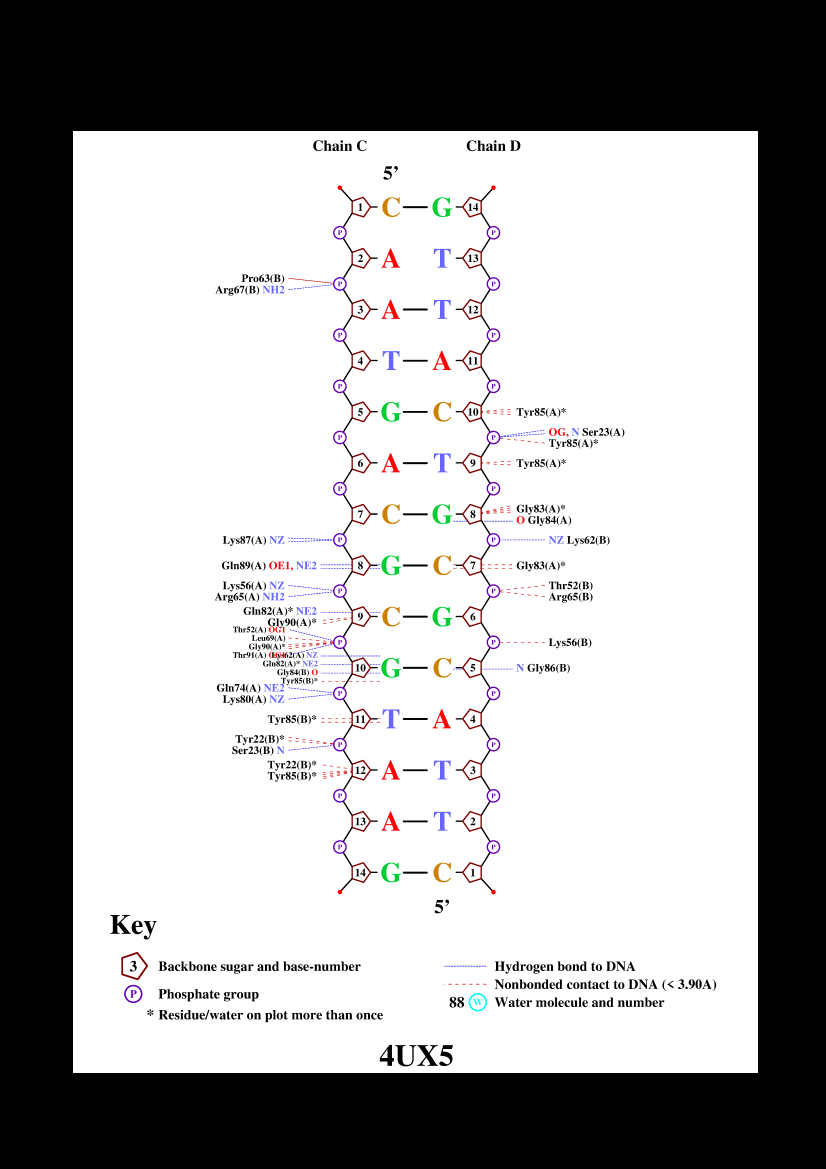 Chain C Chain D
5’
1 C G 14
P P
2 A T 13
Pro63(B)
Arg67(B) NH2 P P
3 A T 12
P P
4 T A 11
P P
5 G C 10 Tyr85(A)*
P P OG, N Ser23(A)
Tyr85(A)*
6 A T 9 Tyr85(A)*
P P
7 C G 8 Gly83(A)*
O Gly84(A)
Lys87(A) NZ P P NZ Lys62(B)
Gln89(A) OE1, NE2 8 G C 7 Gly83(A)*
Lys56(A) NZ P P Thr52(B)
Arg65(A) NH2 Arg65(B)
Gln82(A)* NE2
Gly90(A)* 9 C G 6
Thr52(A) OG1
Leu69(A) P P Lys56(B)
Gly90(A)*
Thr91(A) Lys62(A) NZ
Gln82(A)* NE2 10 G C 5 N Gly86(B)
Gly84(B) O
Tyr85(B)*
Gln74(A) NE2 P P
Lys80(A) NZ
Tyr85(B)* 11 T A 4
Tyr22(B)* P P
Ser23(B) N
Tyr22(B)* 12 A T 3
Tyr85(B)*
P P
13 A T 2
P P
14 G C 1
5’
Key
3 Backbone sugar and base-number
P Phosphate group
* Residue/water on plot more than once
Hydrogen bond to DNA
Nonbonded contact to DNA (< 3.90A)
88 W Water molecule and number
4UX5